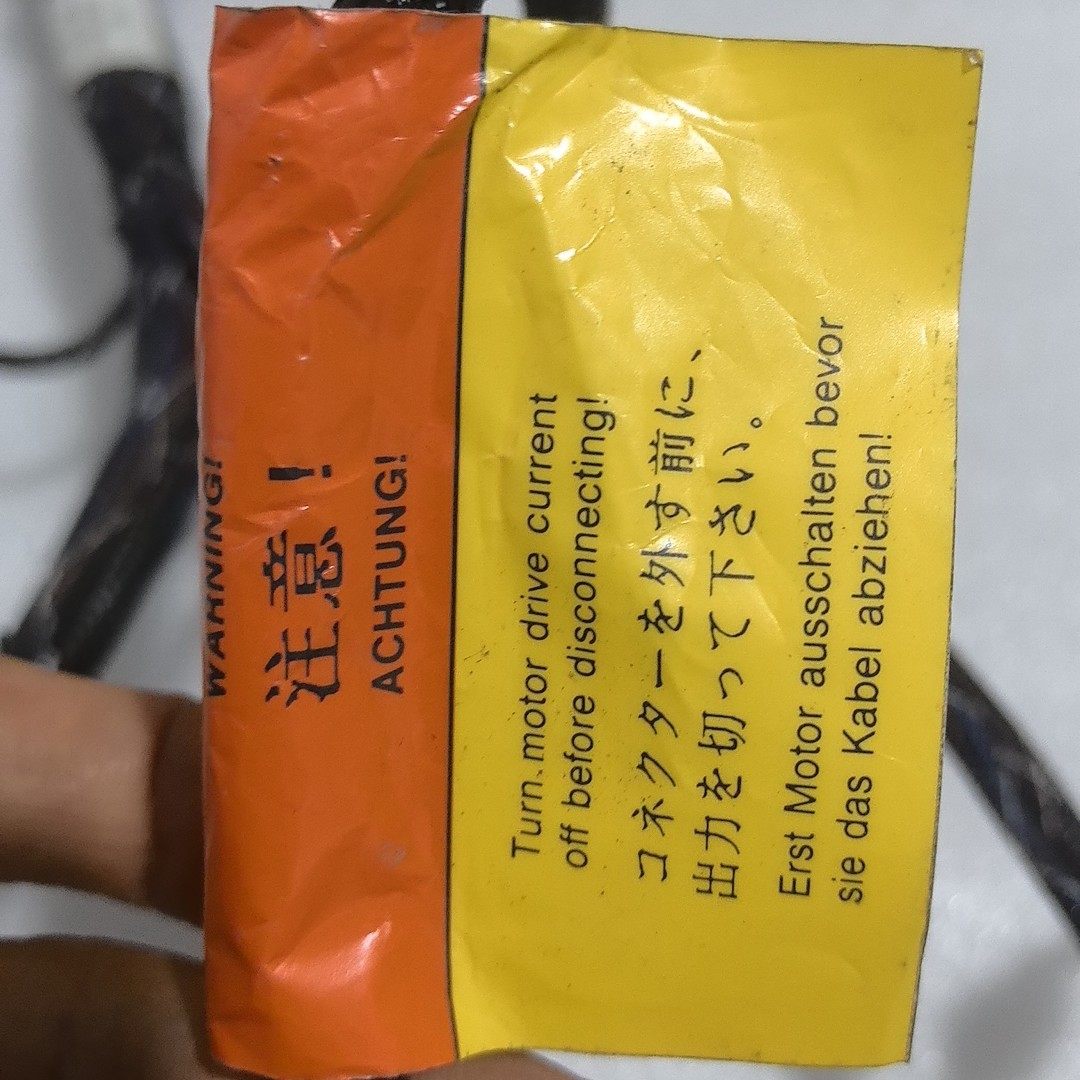 WARNING!
注意！
ACHTUNG!
Turn motor drive current
off before disconnecting!
コネクターを外す前に、
出力を切って下さい。
Erst Motor ausschalten bevor
sie das Kabel abziehen!